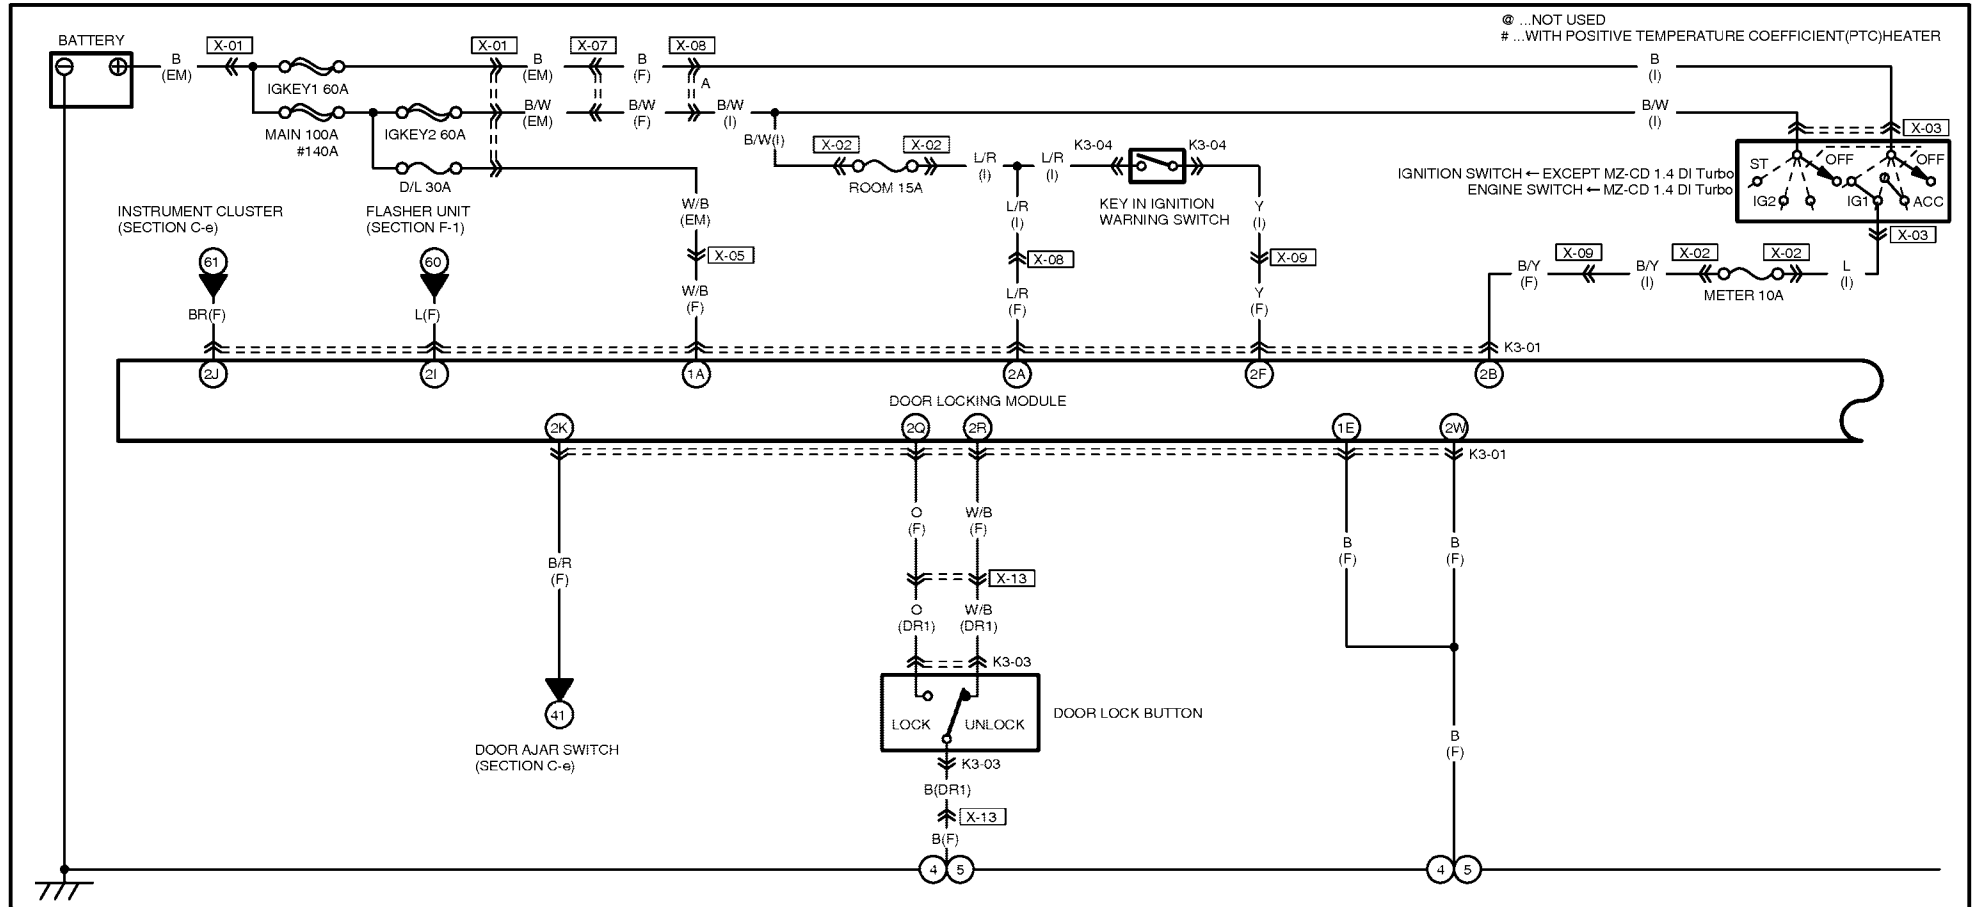 @ ...NOT USED
# ...WITH POSITIVE TEMPERATURE COEFFICIENT(PTC)HEATER
BATTERY
B
(EM)
X-01
IGKEY1 60A
X-01
B
(EM)
X-07
B
(F)
X-08
A
B
(I)
MAIN 100A
#140A
IGKEY2 60A
B/W
(EM)
B/W
(F)
B/W
(I)
B/W
(I)
D/L 30A
B/W(I)
X-02
ROOM 15A
X-02
L/R
(I)
L/R
(I)
K3-04
K3-04
KEY IN IGNITION
WARNING SWITCH
X-03
ST
OFF
OFF
IG2
IG1
ACC
IGNITION SWITCH ← EXCEPT MZ-CD 1.4 DI Turbo
ENGINE SWITCH ← MZ-CD 1.4 DI Turbo
X-03
INSTRUMENT CLUSTER
(SECTION C-e)
61
BR(F)
FLASHER UNIT
(SECTION F-1)
60
L(F)
W/B
(EM)
X-05
W/B
(F)
L/R
(I)
X-08
L/R
(F)
Y
(I)
X-09
Y
(F)
B/Y
(F)
X-09
B/Y
(I)
X-02
METER 10A
X-02
L
(I)
K3-01
2J
2I
1A
2A
2F
2B
DOOR LOCKING MODULE
2K
2Q
2R
1E
2W
K3-01
B/R
(F)
41
DOOR AJAR SWITCH
(SECTION C-e)
O
(F)
W/B
(F)
X-13
O
(DR1)
W/B
(DR1)
K3-03
LOCK
UNLOCK
DOOR LOCK BUTTON
K3-03
B(DR1)
X-13
B(F)
4
5
B
(F)
B
(F)
B
(F)
4
5